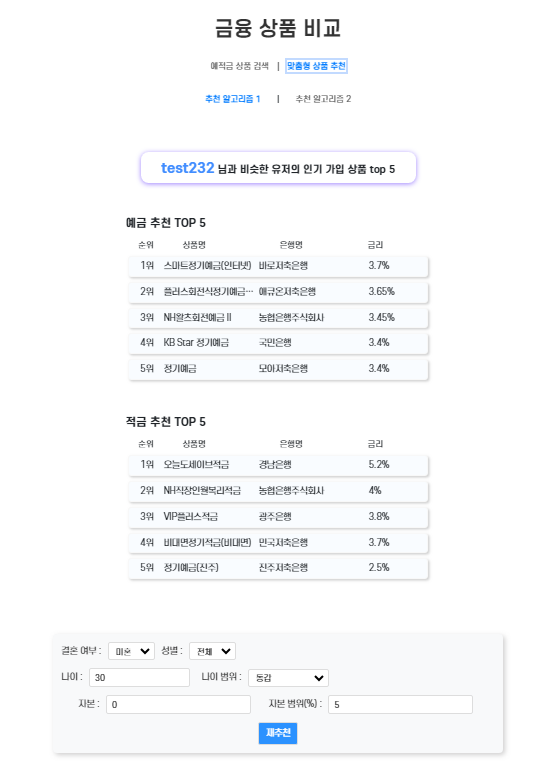 금융 상품 비교
예적금 상품 검색 | 맞춤형 상품 추천
추천 알고리즘 1 | 추천 알고리즘 2
test232 님과 비슷한 유저의 인기 가입 상품 top 5
예금 추천 TOP 5
순위 상품명 은행명 금리
1위 스마트정기예금(인터넷) 바로저축은행 3.7%
2위 플러스회전식정기예금… 애큐온저축은행 3.65%
3위 NH왈츠회전예금 II 농협은행주식회사 3.45%
4위 KB Star 정기예금 국민은행 3.4%
5위 정기예금 모아저축은행 3.4%
적금 추천 TOP 5
순위 상품명 은행명 금리
1위 오늘도세이브적금 경남은행 5.2%
2위 NH직장인월복리적금 농협은행주식회사 4%
3위 VIP플러스적금 광주은행 3.8%
4위 비대면정기적금(비대면) 민국저축은행 3.7%
5위 정기예금(진주) 진주저축은행 2.5%
결혼 여부 : 미혼 성별 : 전체
나이 : 30 나이 범위 : 동갑
자본 : 0 자본 범위(%) : 5
재추천